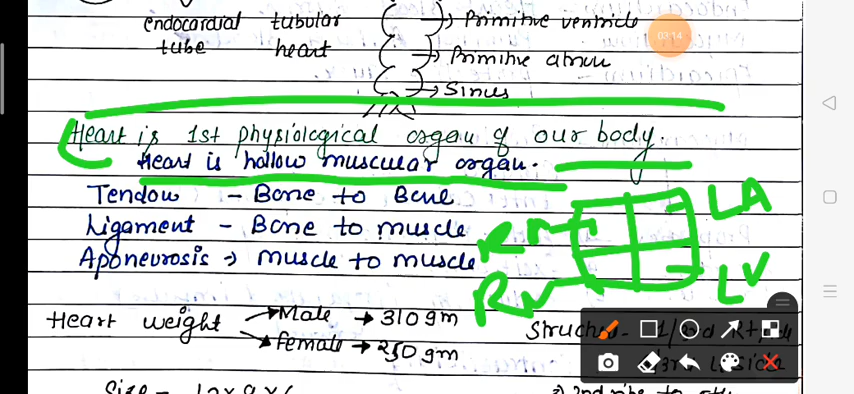 endocardial tubular → Primitive ventricle
03:14
tube heart → Primitive atrium
→ Sinus
Heart is 1st physiological organ of our body.
Heart is hollow muscular organ.
Tendon - Bone to Bone
LA
Ligament - Bone to muscle
RA
Aponeurosis → muscle to muscle
RV LV
Heart weight → Male → 310 gm
→ female → 250 gm
Size -